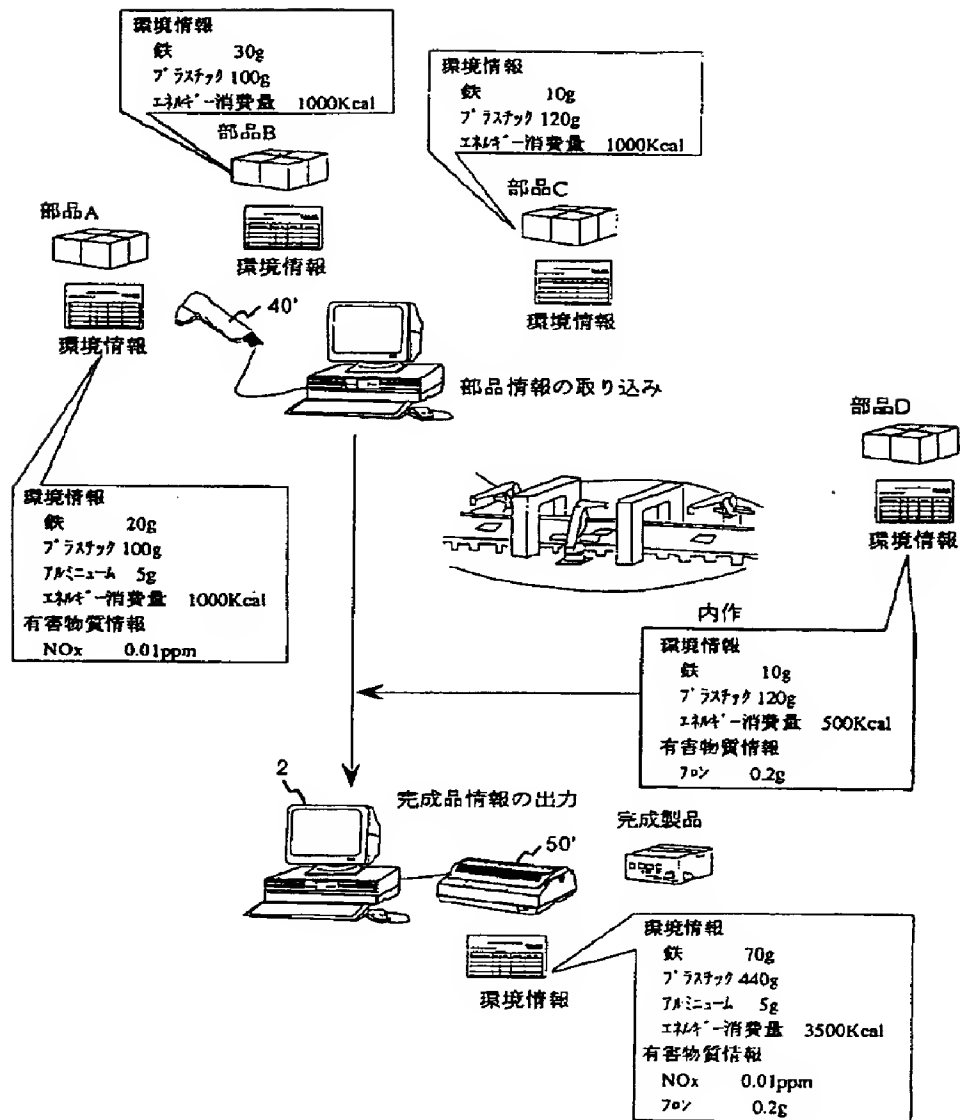 環境情報
鉄 30g
プラスチック 100g
エネルギー消費量 1000Kcal
部品B
環境情報
環境情報
鉄 10g
プラスチック 120g
エネルギー消費量 1000Kcal
部品C
環境情報
部品A
環境情報
40'
部品情報の取り込み
環境情報
鉄 20g
プラスチック 100g
アルミニューム 5g
エネルギー消費量 1000Kcal
有害物質情報
NOx 0.01ppm
部品D
環境情報
内作
環境情報
鉄 10g
プラスチック 120g
エネルギー消費量 500Kcal
有害物質情報
フロン 0.2g
2
完成品情報の出力
50'
完成製品
環境情報
環境情報
鉄 70g
プラスチック 440g
アルミニューム 5g
エネルギー消費量 3500Kcal
有害物質情報
NOx 0.01ppm
フロン 0.2g